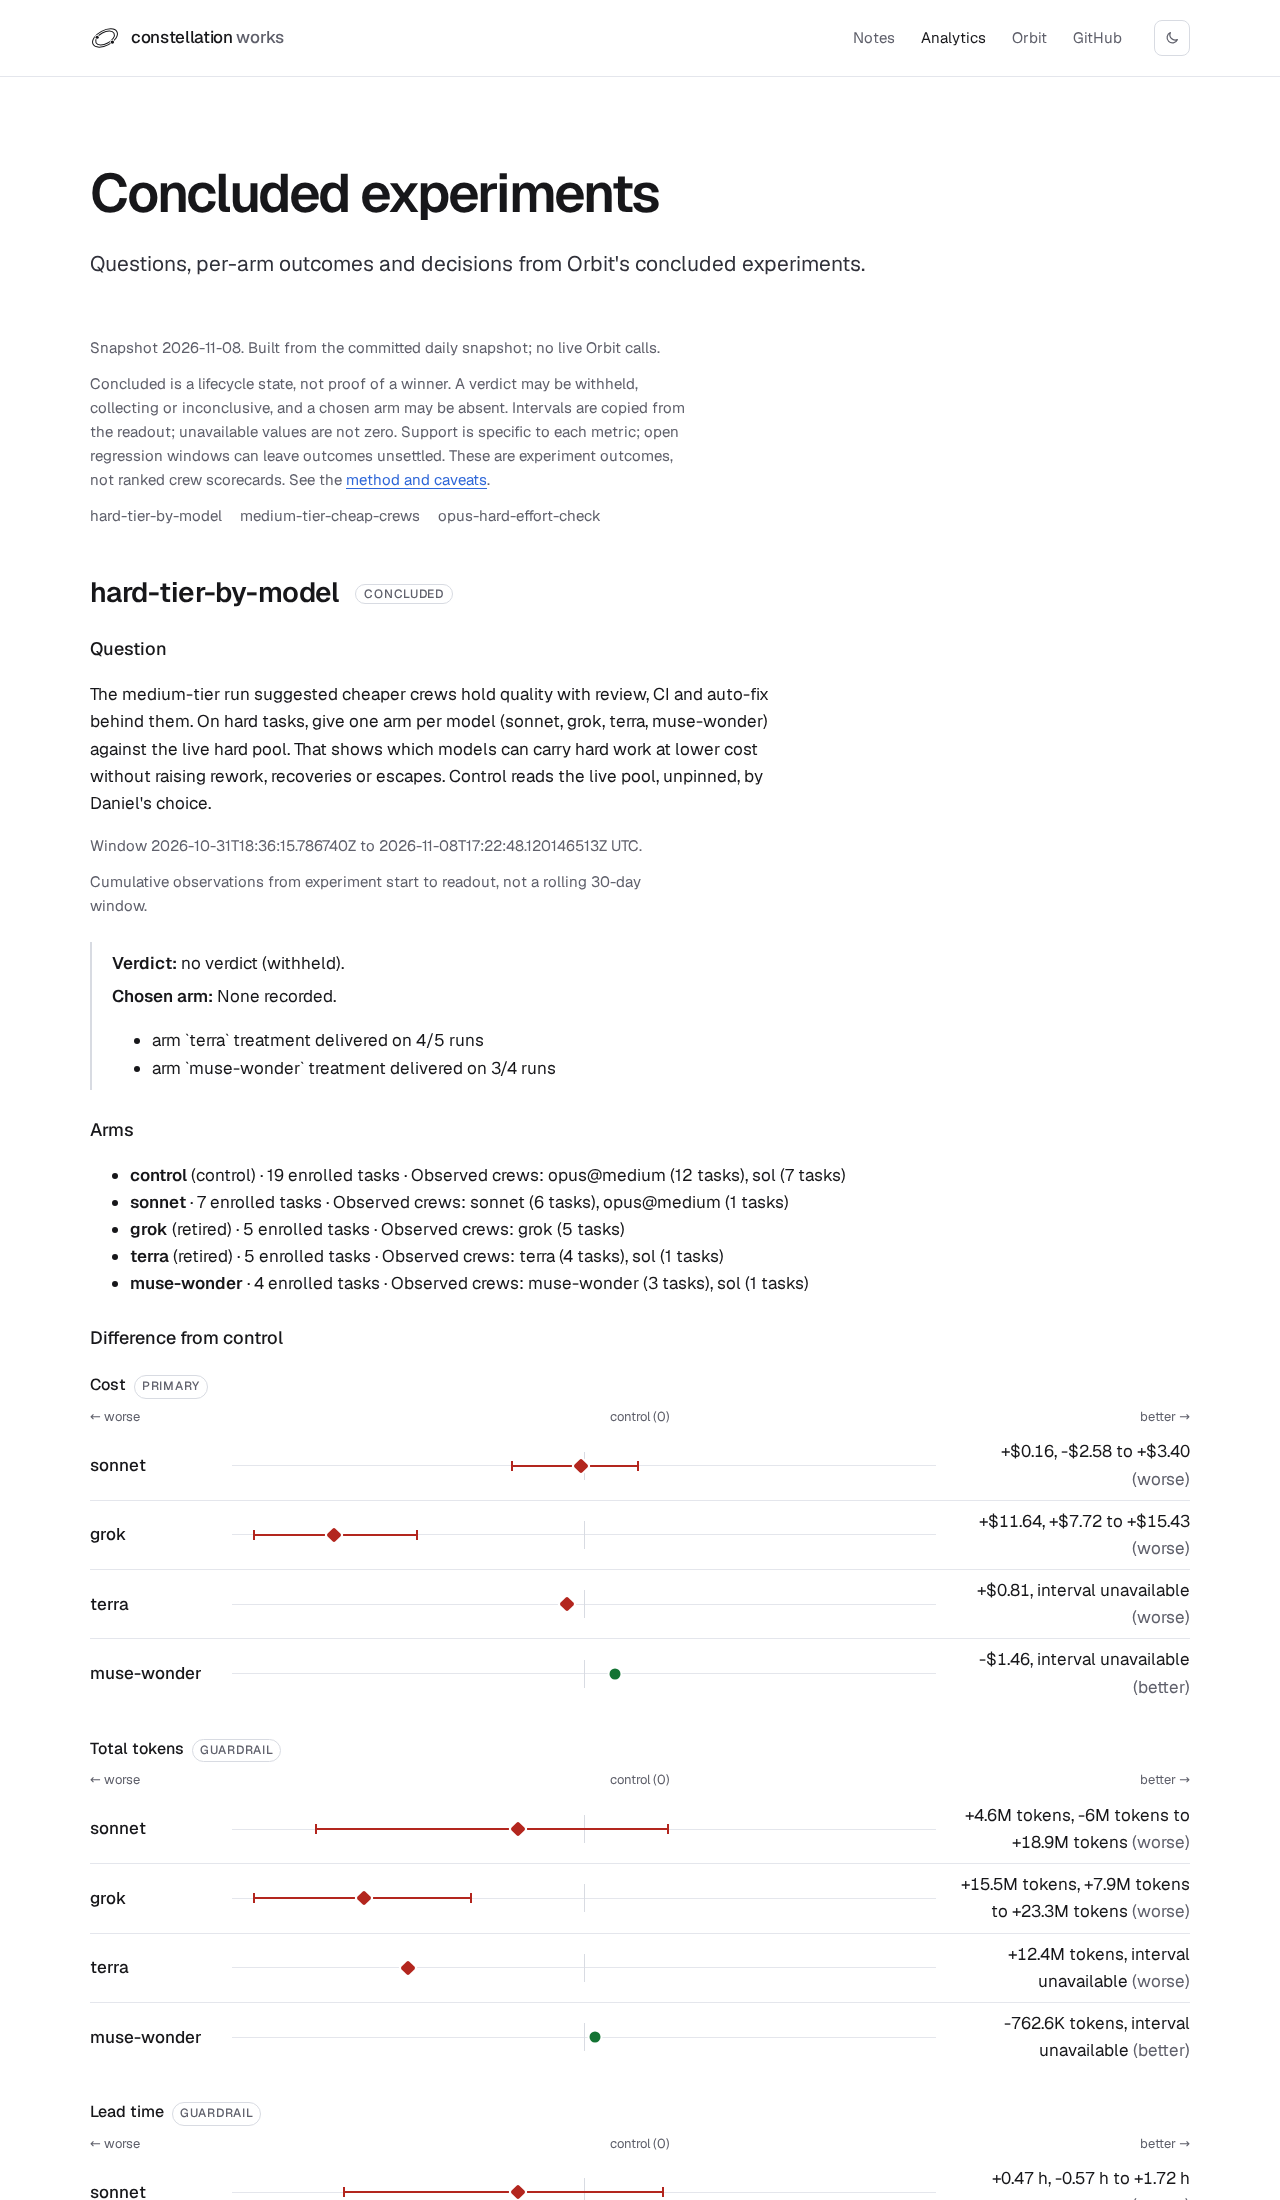 constellation works
Notes Analytics Orbit GitHub
Concluded experiments
Questions, per-arm outcomes and decisions from Orbit's concluded experiments.
Snapshot 2026-11-08. Built from the committed daily snapshot; no live Orbit calls.
Concluded is a lifecycle state, not proof of a winner. A verdict may be withheld,
collecting or inconclusive, and a chosen arm may be absent. Intervals are copied from
the readout; unavailable values are not zero. Support is specific to each metric; open
regression windows can leave outcomes unsettled. These are experiment outcomes,
not ranked crew scorecards. See the method and caveats.
hard-tier-by-model medium-tier-cheap-crews opus-hard-effort-check
hard-tier-by-model CONCLUDED
Question
The medium-tier run suggested cheaper crews hold quality with review, CI and auto-fix
behind them. On hard tasks, give one arm per model (sonnet, grok, terra, muse-wonder)
against the live hard pool. That shows which models can carry hard work at lower cost
without raising rework, recoveries or escapes. Control reads the live pool, unpinned, by
Daniel's choice.
Window 2026-10-31T18:36:15.786740Z to 2026-11-08T17:22:48.120146513Z UTC.
Cumulative observations from experiment start to readout, not a rolling 30-day
window.
Verdict: no verdict (withheld).
Chosen arm: None recorded.
• arm `terra` treatment delivered on 4/5 runs
• arm `muse-wonder` treatment delivered on 3/4 runs
Arms
• control (control) · 19 enrolled tasks · Observed crews: opus@medium (12 tasks), sol (7 tasks)
• sonnet · 7 enrolled tasks · Observed crews: sonnet (6 tasks), opus@medium (1 tasks)
• grok (retired) · 5 enrolled tasks · Observed crews: grok (5 tasks)
• terra (retired) · 5 enrolled tasks · Observed crews: terra (4 tasks), sol (1 tasks)
• muse-wonder · 4 enrolled tasks · Observed crews: muse-wonder (3 tasks), sol (1 tasks)
Difference from control
Cost PRIMARY
← worse control (0) better →
sonnet +$0.16, -$2.58 to +$3.40
(worse)
grok +$11.64, +$7.72 to +$15.43
(worse)
terra +$0.81, interval unavailable
(worse)
muse-wonder -$1.46, interval unavailable
(better)
Total tokens GUARDRAIL
← worse control (0) better →
sonnet +4.6M tokens, -6M tokens to
+18.9M tokens (worse)
grok +15.5M tokens, +7.9M tokens
to +23.3M tokens (worse)
terra +12.4M tokens, interval
unavailable (worse)
muse-wonder -762.6K tokens, interval
unavailable (better)
Lead time GUARDRAIL
← worse control (0) better →
sonnet +0.47 h, -0.57 h to +1.72 h